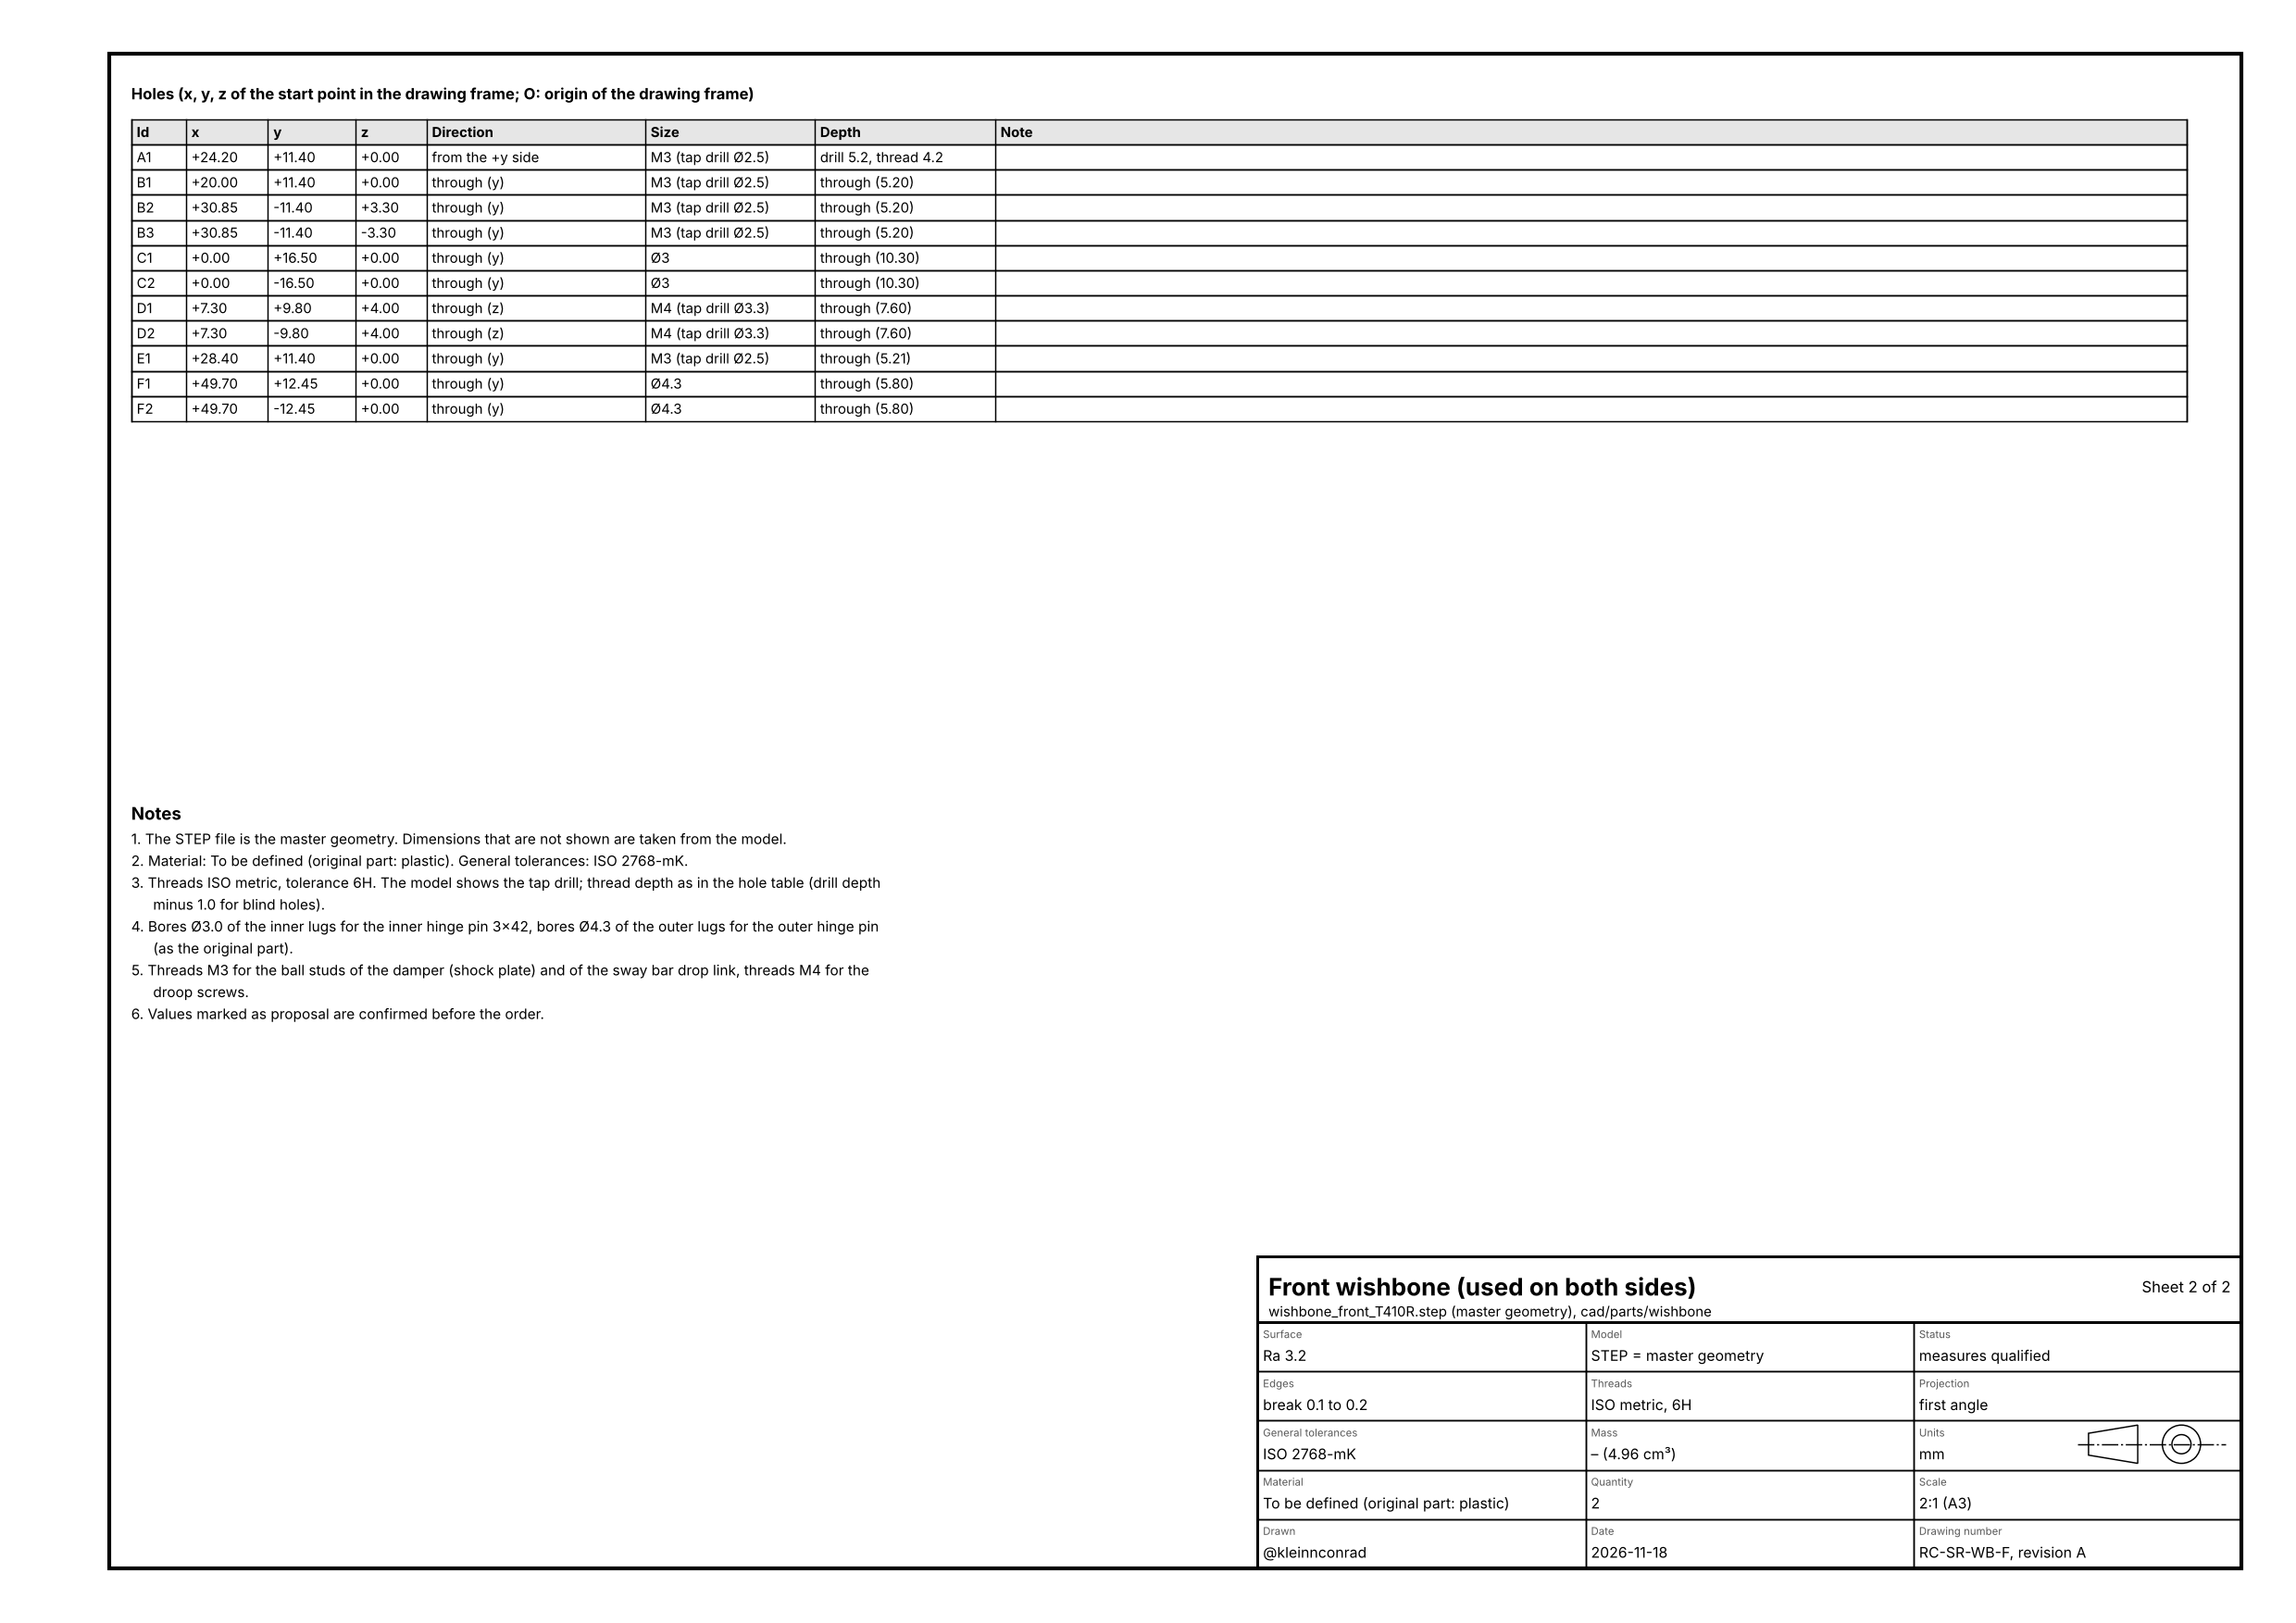 Holes (x, y, z of the start point in the drawing frame; O: origin of the drawing frame)
Id x y z Direction Size Depth Note
A1 +24.20 +11.40 +0.00 from the +y side M3 (tap drill Ø2.5) drill 5.2, thread 4.2
B1 +20.00 +11.40 +0.00 through (y) M3 (tap drill Ø2.5) through (5.20)
B2 +30.85 -11.40 +3.30 through (y) M3 (tap drill Ø2.5) through (5.20)
B3 +30.85 -11.40 -3.30 through (y) M3 (tap drill Ø2.5) through (5.20)
C1 +0.00 +16.50 +0.00 through (y) Ø3 through (10.30)
C2 +0.00 -16.50 +0.00 through (y) Ø3 through (10.30)
D1 +7.30 +9.80 +4.00 through (z) M4 (tap drill Ø3.3) through (7.60)
D2 +7.30 -9.80 +4.00 through (z) M4 (tap drill Ø3.3) through (7.60)
E1 +28.40 +11.40 +0.00 through (y) M3 (tap drill Ø2.5) through (5.21)
F1 +49.70 +12.45 +0.00 through (y) Ø4.3 through (5.80)
F2 +49.70 -12.45 +0.00 through (y) Ø4.3 through (5.80)
Notes
1. The STEP file is the master geometry. Dimensions that are not shown are taken from the model.
2. Material: To be defined (original part: plastic). General tolerances: ISO 2768-mK.
3. Threads ISO metric, tolerance 6H. The model shows the tap drill; thread depth as in the hole table (drill depth
minus 1.0 for blind holes).
4. Bores Ø3.0 of the inner lugs for the inner hinge pin 3×42, bores Ø4.3 of the outer lugs for the outer hinge pin
(as the original part).
5. Threads M3 for the ball studs of the damper (shock plate) and of the sway bar drop link, threads M4 for the
droop screws.
6. Values marked as proposal are confirmed before the order.
Front wishbone (used on both sides) Sheet 2 of 2
wishbone_front_T410R.step (master geometry), cad/parts/wishbone
Surface Model Status
Ra 3.2 STEP = master geometry measures qualified
Edges Threads Projection
break 0.1 to 0.2 ISO metric, 6H first angle
General tolerances Mass Units
ISO 2768-mK – (4.96 cm³) mm
Material Quantity Scale
To be defined (original part: plastic) 2 2:1 (A3)
Drawn Date Drawing number
@kleinnconrad 2026-11-18 RC-SR-WB-F, revision A